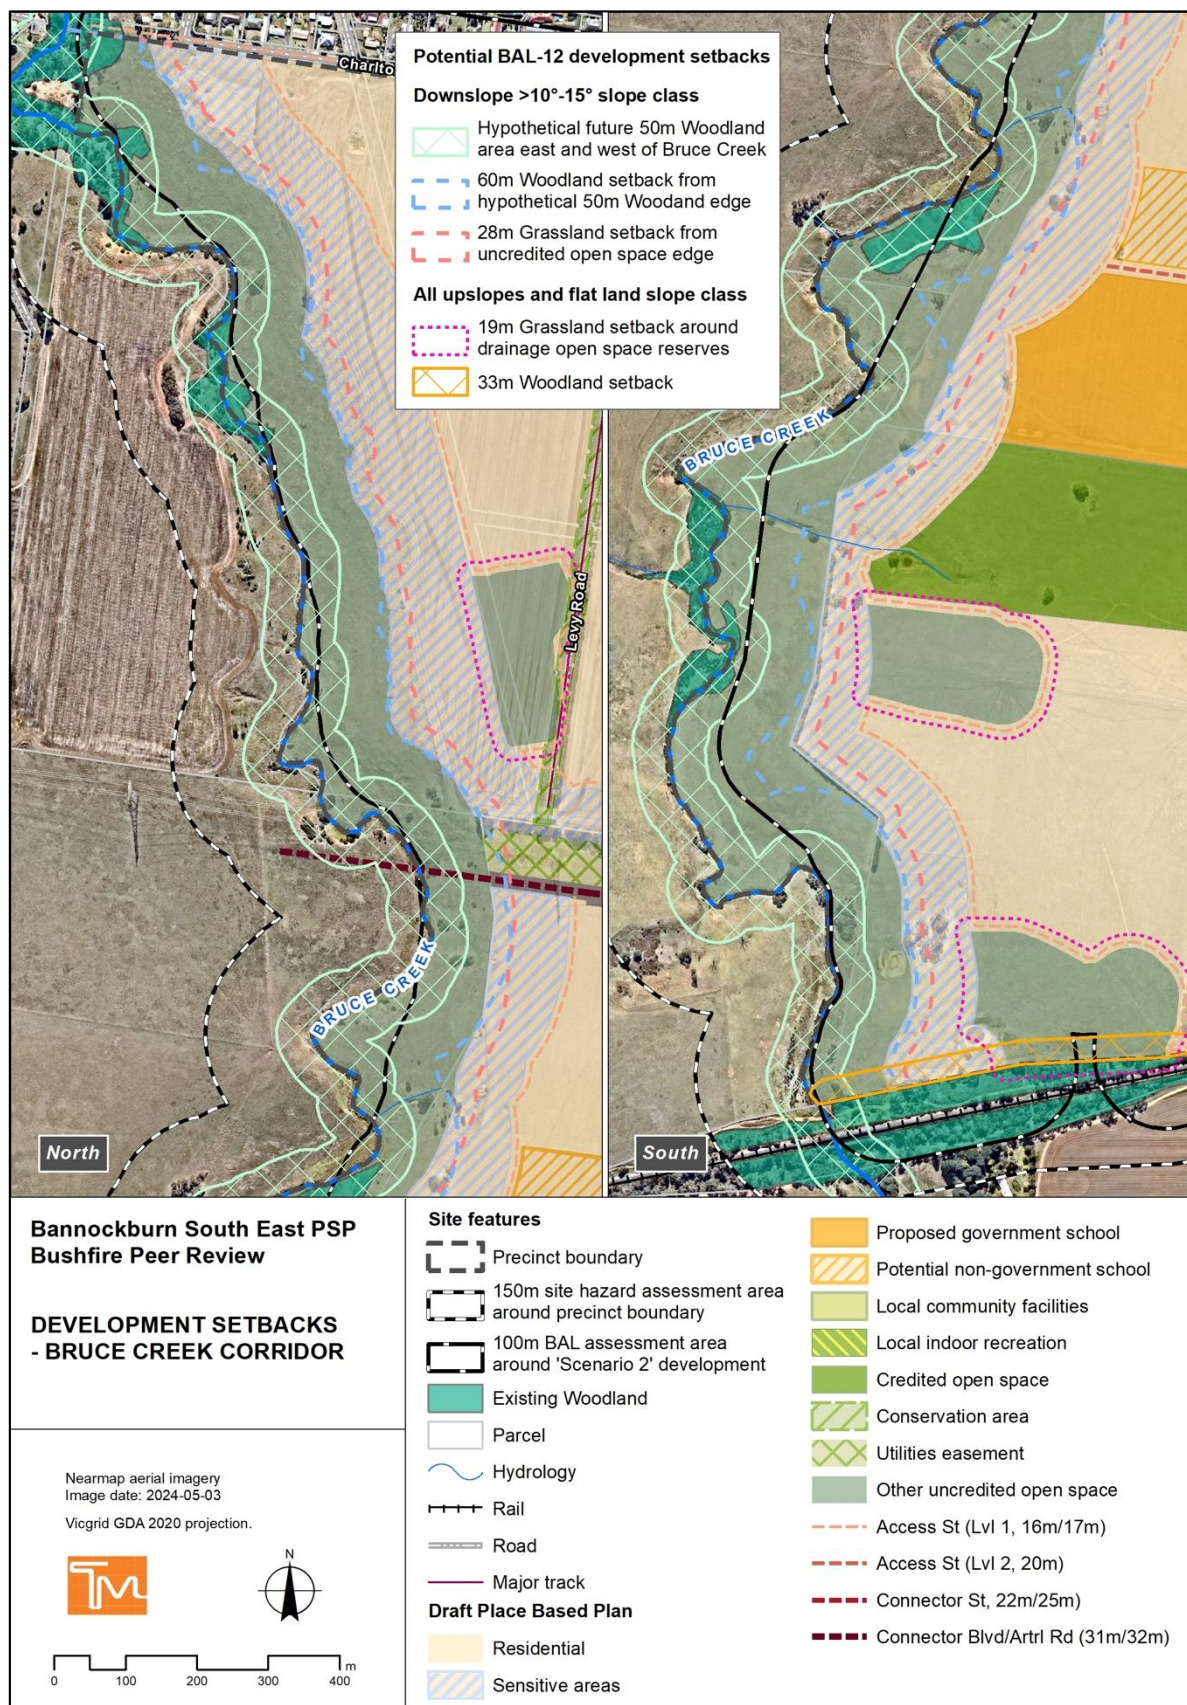 Charlto
Potential BAL-12 development setbacks
Downslope >10°-15° slope class
Hypothetical future 50m Woodland
area east and west of Bruce Creek
60m Woodland setback from
hypothetical 50m Woodand edge
28m Grassland setback from
uncredited open space edge
All upslopes and flat land slope class
19m Grassland setback around
drainage open space reserves
33m Woodland setback
Levy Road
BRUCE CREEK
North
BRUCE CREEK
South
Bannockburn South East PSP
Bushfire Peer Review
DEVELOPMENT SETBACKS
- BRUCE CREEK CORRIDOR
Nearmap aerial imagery
Image date: 2024-05-03
Vicgrid GDA 2020 projection.
TM
N
0 100 200 300 400 m
Site features
Precinct boundary
150m site hazard assessment area
around precinct boundary
100m BAL assessment area
around 'Scenario 2' development
Existing Woodland
Parcel
Hydrology
Rail
Road
Major track
Draft Place Based Plan
Residential
Sensitive areas
Proposed government school
Potential non-government school
Local community facilities
Local indoor recreation
Credited open space
Conservation area
Utilities easement
Other uncredited open space
Access St (Lvl 1, 16m/17m)
Access St (Lvl 2, 20m)
Connector St, 22m/25m)
Connector Blvd/Artrl Rd (31m/32m)